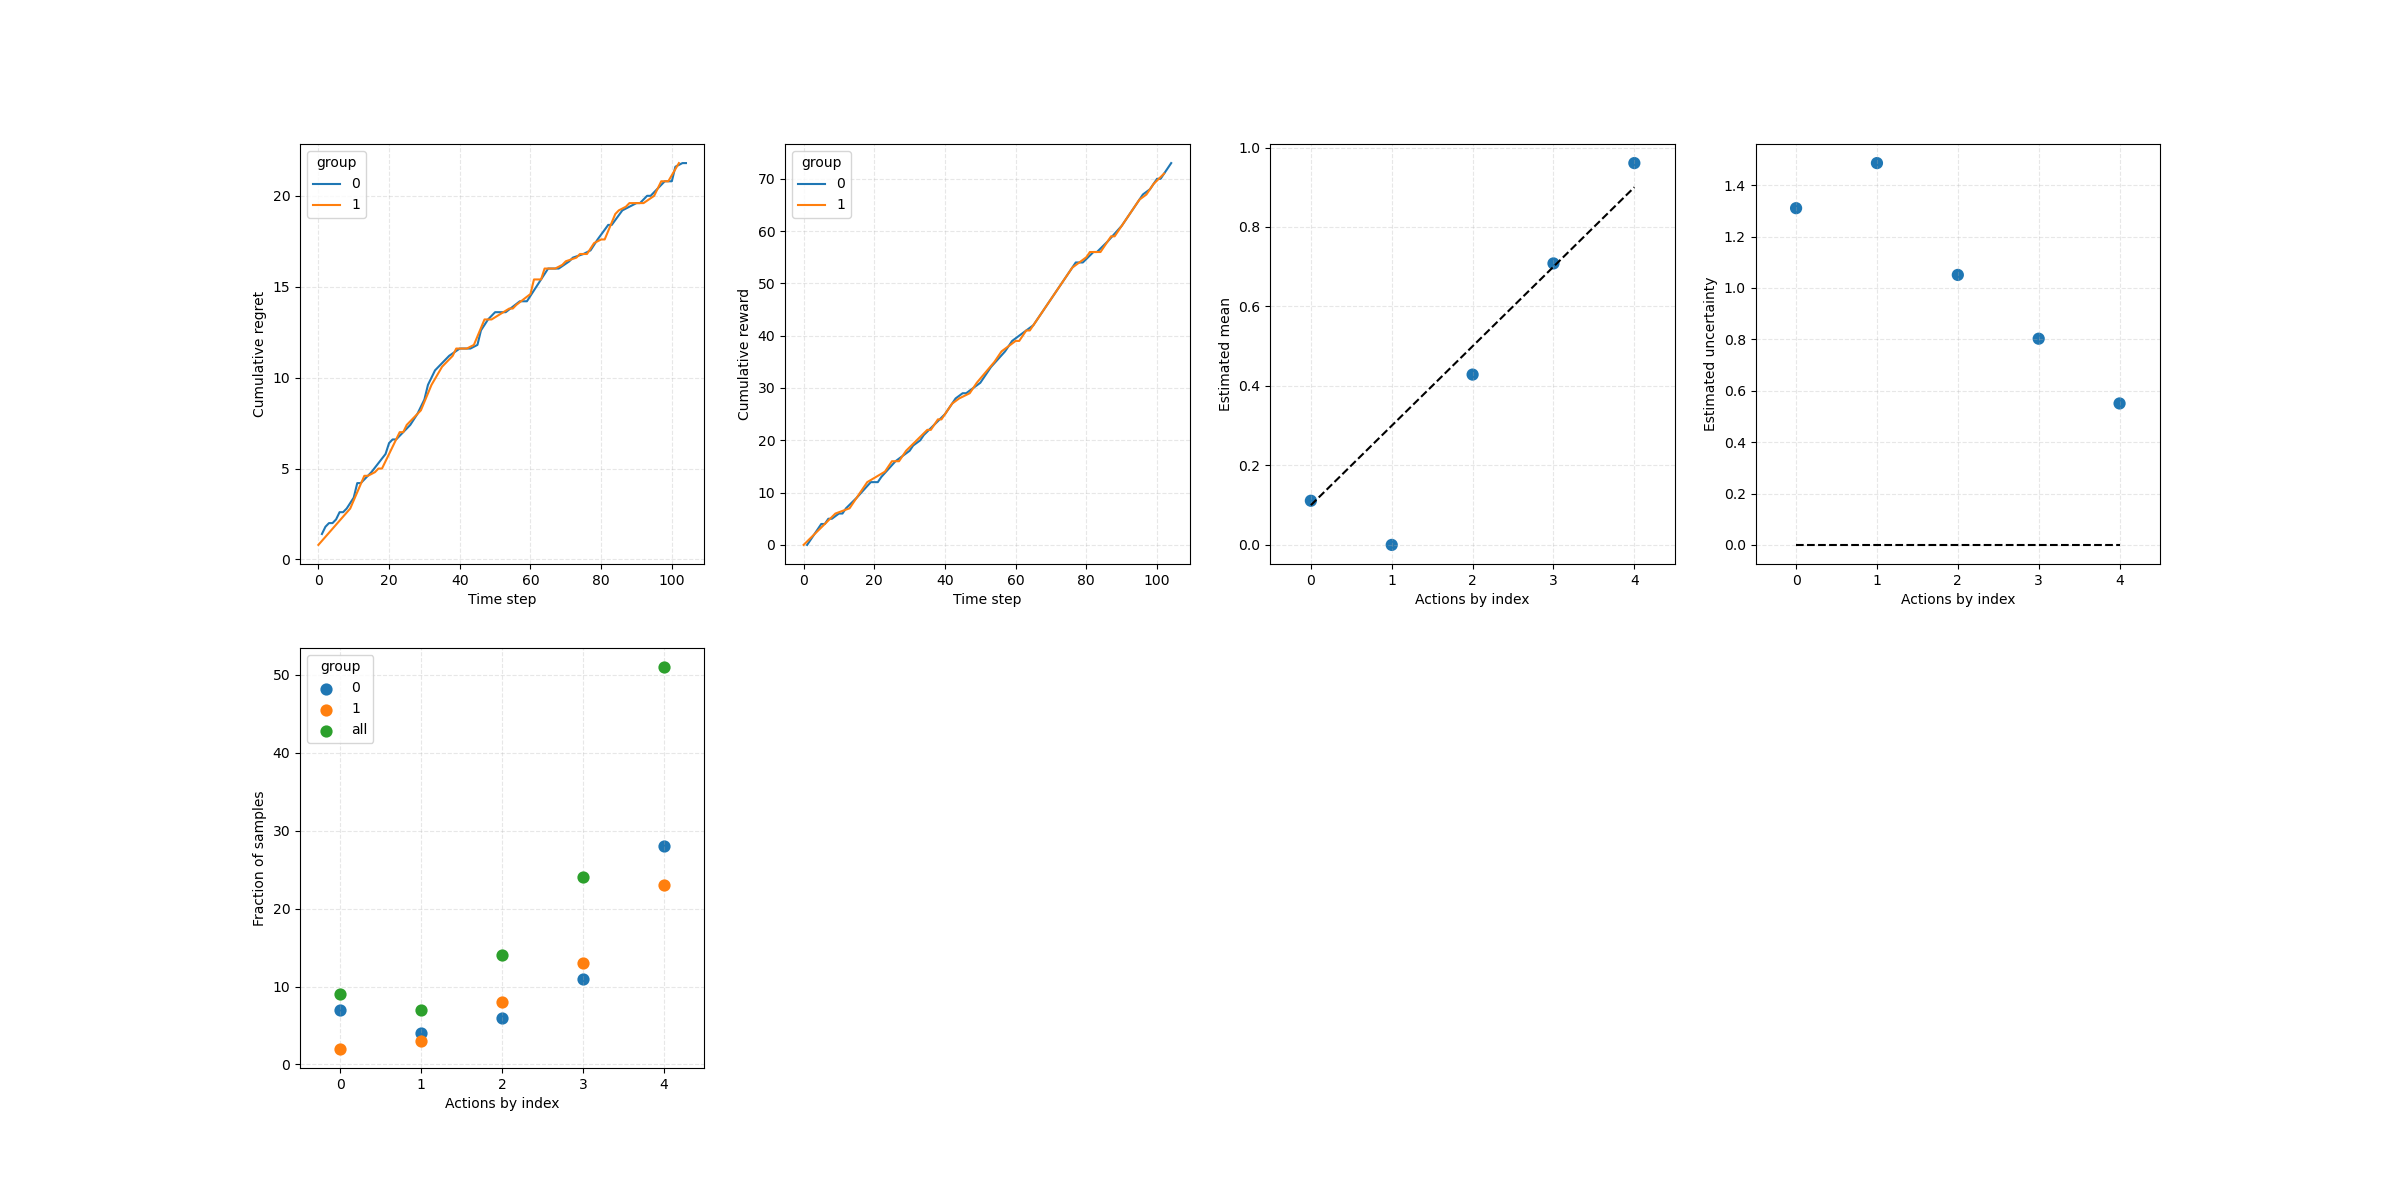 group
0
1
20
15
10
5
0
Cumulative regret
0 20 40 60 80 100
Time step
group
0
1
70
60
50
40
30
20
10
0
Cumulative reward
0 20 40 60 80 100
Time step
1.0
0.8
0.6
0.4
0.2
0.0
Estimated mean
0 1 2 3 4
Actions by index
1.4
1.2
1.0
0.8
0.6
0.4
0.2
0.0
Estimated uncertainty
0 1 2 3 4
Actions by index
group
0
1
all
50
40
30
20
10
0
Fraction of samples
0 1 2 3 4
Actions by index